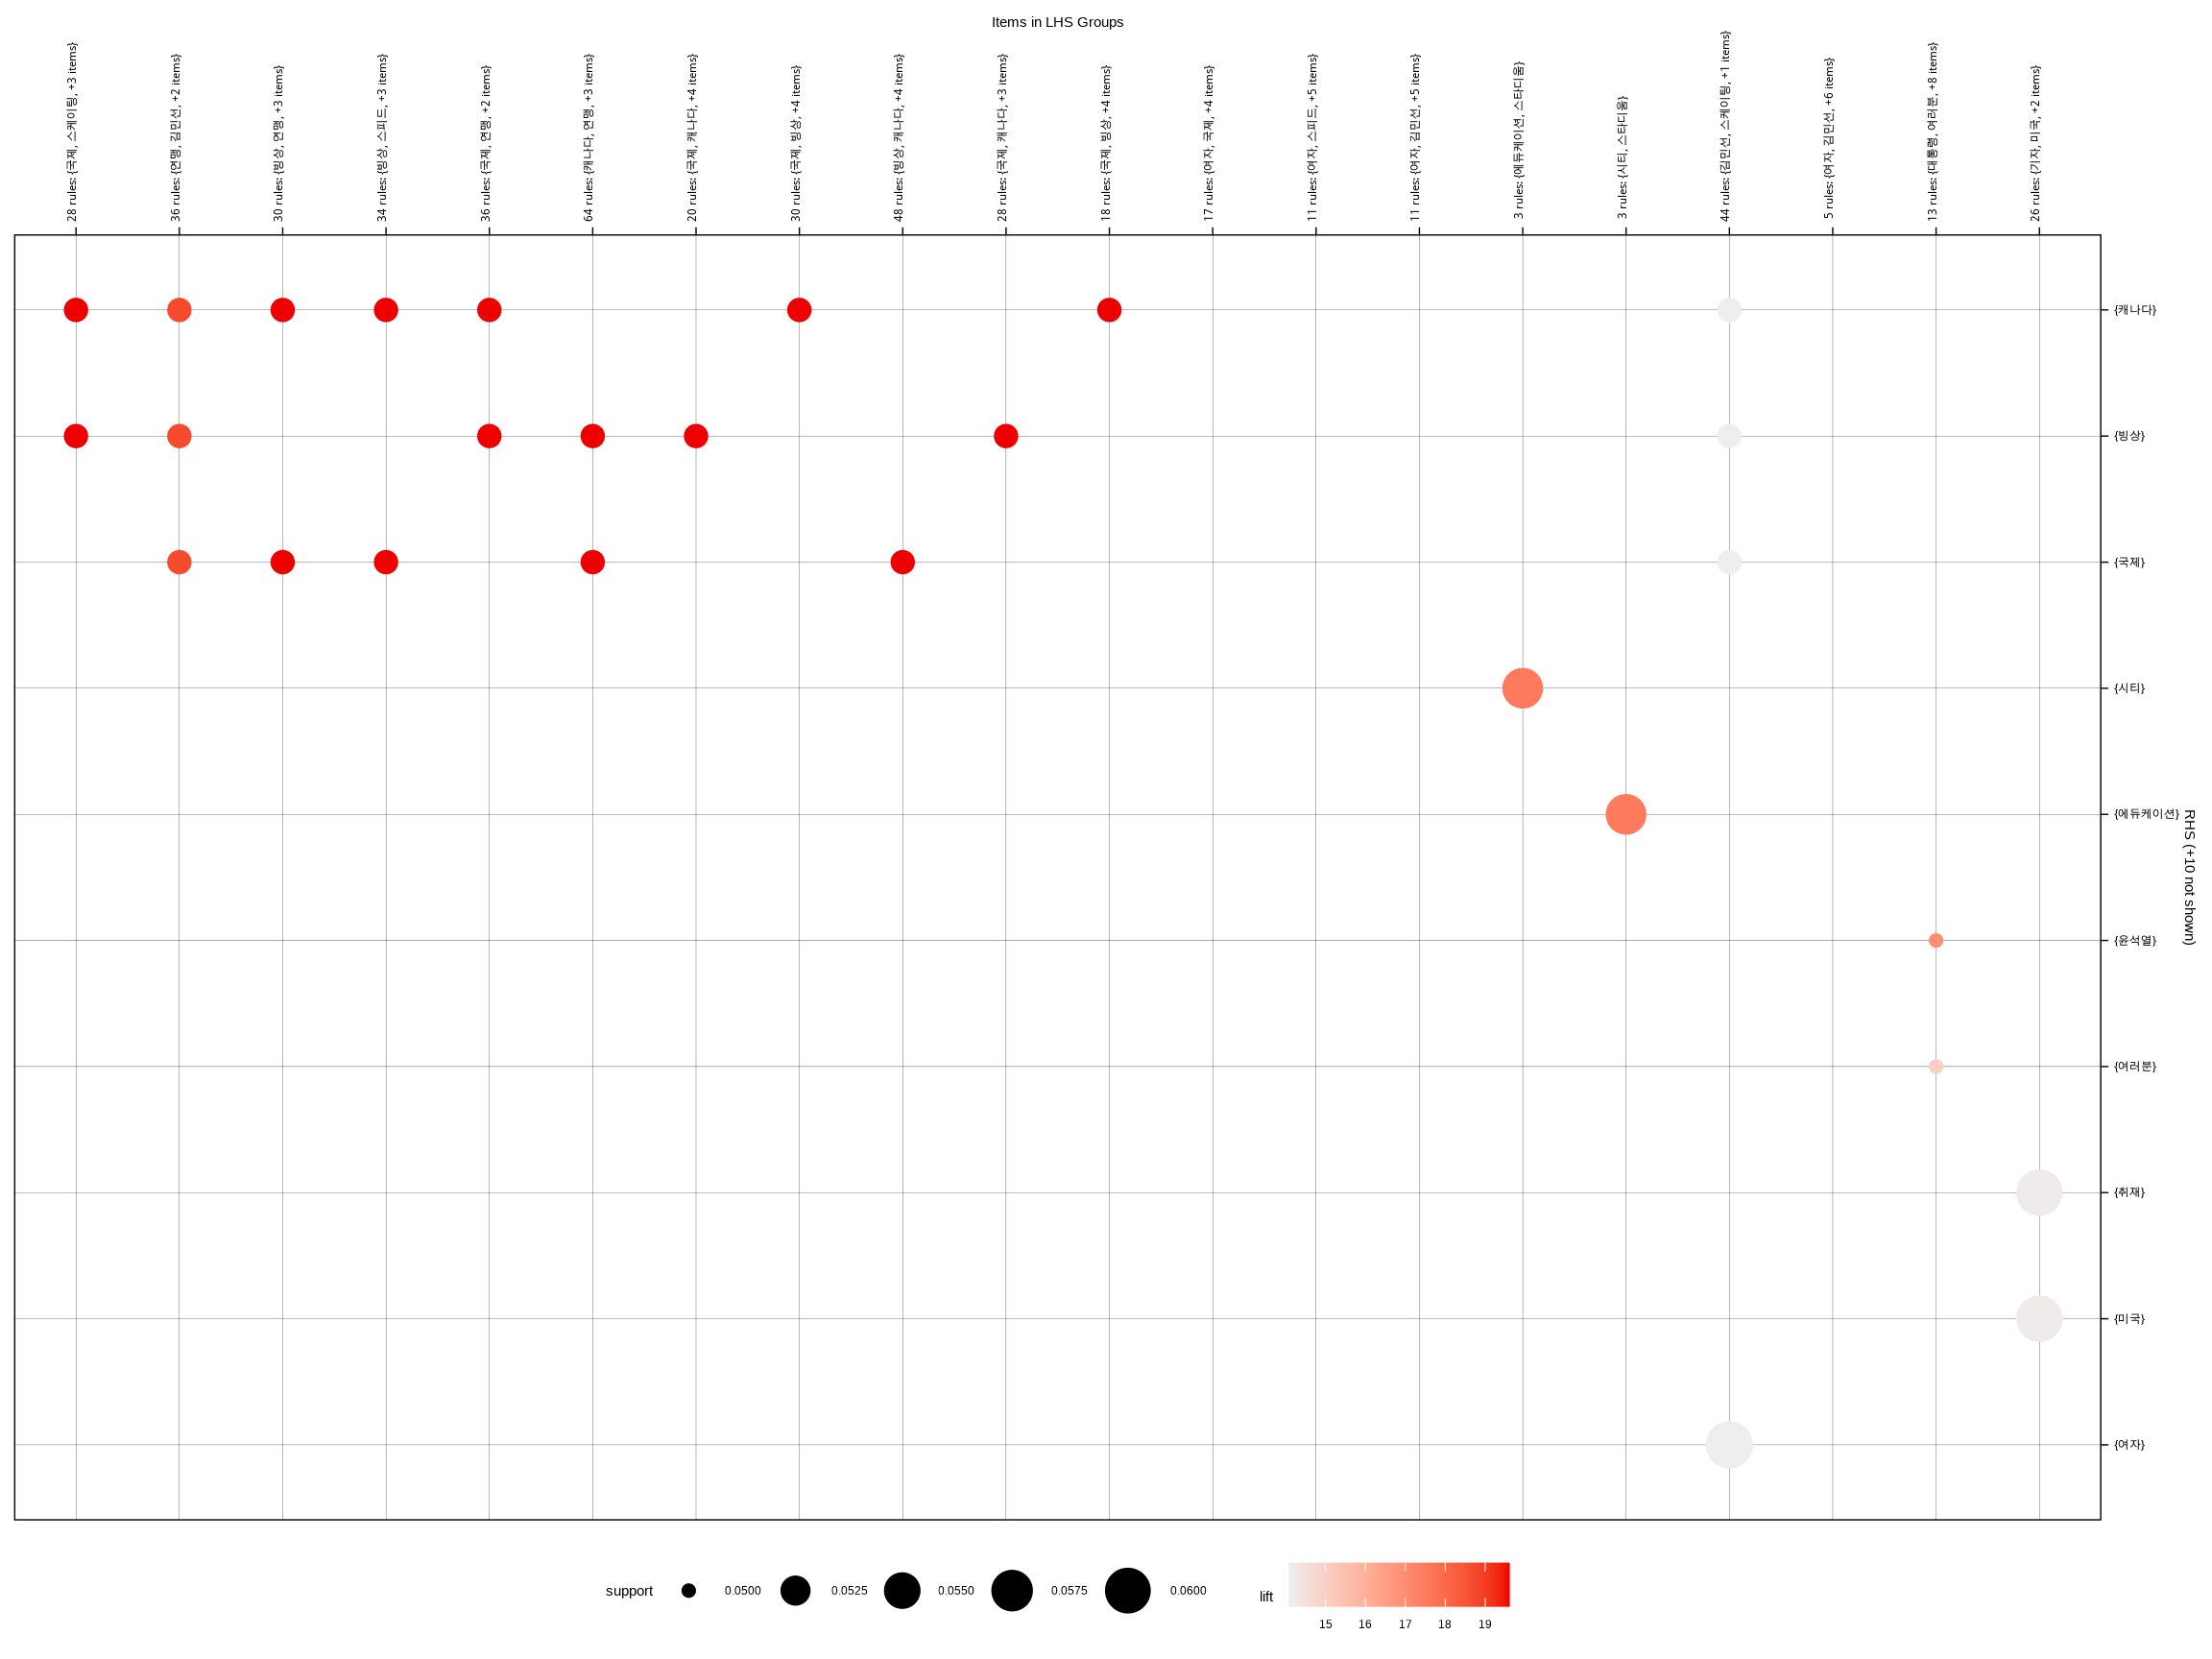 Items in LHS Groups
28 rules: {국제, 스케이팅, +3 items}
36 rules: {연맹, 김민선, +2 items}
30 rules: {빙상, 연맹, +3 items}
34 rules: {빙상, 스피드, +3 items}
36 rules: {국제, 연맹, +2 items}
64 rules: {캐나다, 연맹, +3 items}
20 rules: {국제, 캐나다, +4 items}
30 rules: {국제, 빙상, +4 items}
48 rules: {빙상, 캐나다, +4 items}
28 rules: {국제, 캐나다, +3 items}
18 rules: {국제, 빙상, +4 items}
17 rules: {여자, 국제, +4 items}
11 rules: {여자, 스피드, +5 items}
11 rules: {여자, 김민선, +5 items}
3 rules: {에듀케이션, 스타디움}
3 rules: {시티, 스타디움}
44 rules: {김민선, 스케이팅, +1 items}
5 rules: {여자, 김민선, +6 items}
13 rules: {대통령, 여러분, +8 items}
26 rules: {기자, 미국, +2 items}
{캐나다}
{빙상}
{국제}
{시티}
{에듀케이션}
{윤석열}
{여러분}
{취재}
{미국}
{여자}
RHS (+10 not shown)
support 0.0500 0.0525 0.0550 0.0575 0.0600
lift 15 16 17 18 19